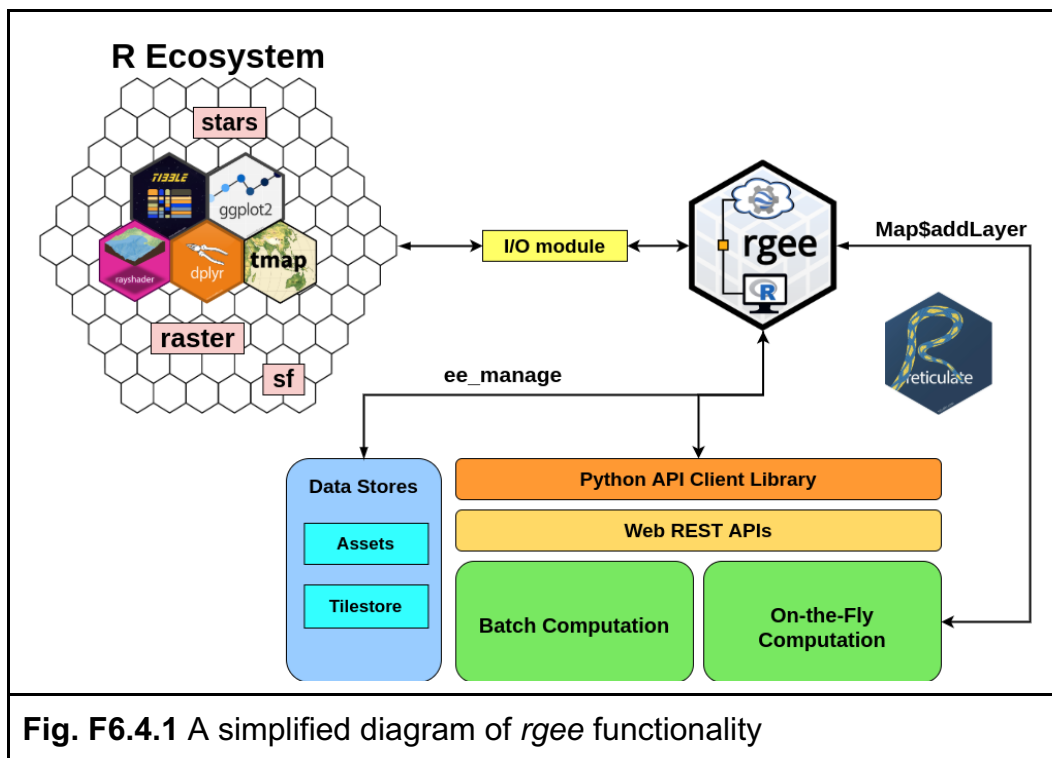 R Ecosystem
stars
TIBBLE
ggplot2
rayshader
dplyr
tmap
raster
sf
I/O module
rgee
R
Map$addLayer
reticulate
ee_manage
Data Stores
Assets
Tilestore
Python API Client Library
Web REST APIs
Batch Computation
On-the-Fly
Computation
Fig. F6.4.1 A simplified diagram of rgee functionality